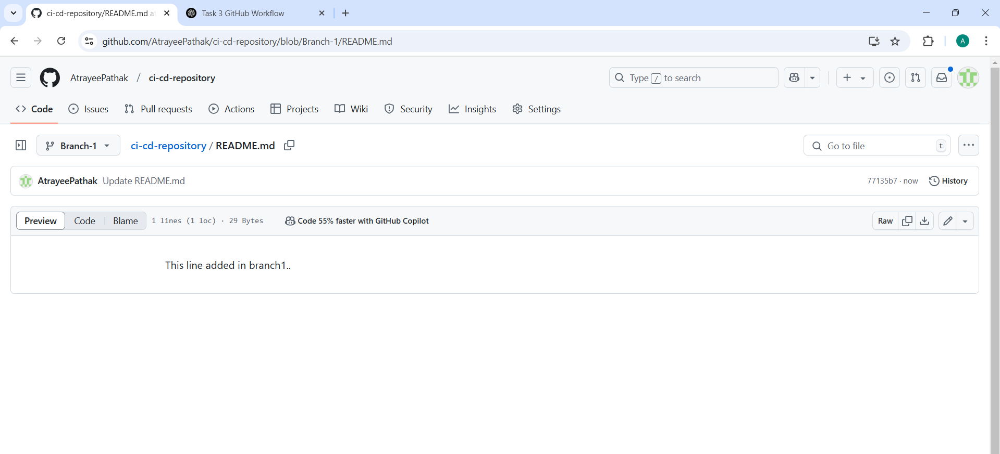 ci-cd-repository/README.md a
Task 3 GitHub Workflow
github.com/AtrayeePathak/ci-cd-repository/blob/Branch-1/README.md
A
AtrayeePathak / ci-cd-repository
Type / to search
Code
Issues
Pull requests
Actions
Projects
Wiki
Security
Insights
Settings
Branch-1
ci-cd-repository / README.md
Go to file
t
AtrayeePathak Update README.md
77135b7 · now
History
Preview
Code
Blame
1 lines (1 loc) · 29 Bytes
Code 55% faster with GitHub Copilot
Raw
This line added in branch1..